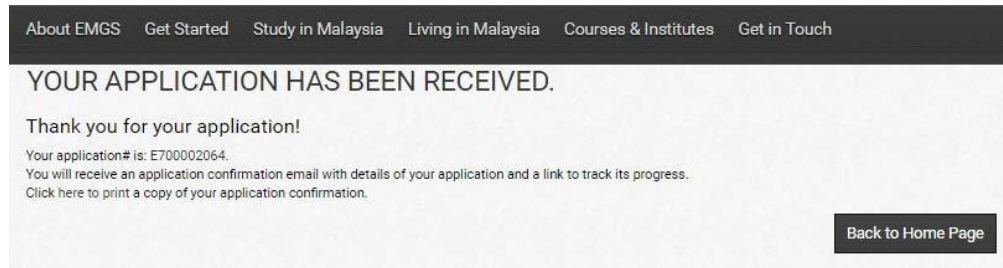 About EMGS Get Started Study in Malaysia Living in Malaysia Courses & Institutes Get in Touch
YOUR APPLICATION HAS BEEN RECEIVED.
Thank you for your application!
Your application# is: E700002064.
You will receive an application confirmation email with details of your application and a link to track its progress.
Click here to print a copy of your application confirmation.
Back to Home Page